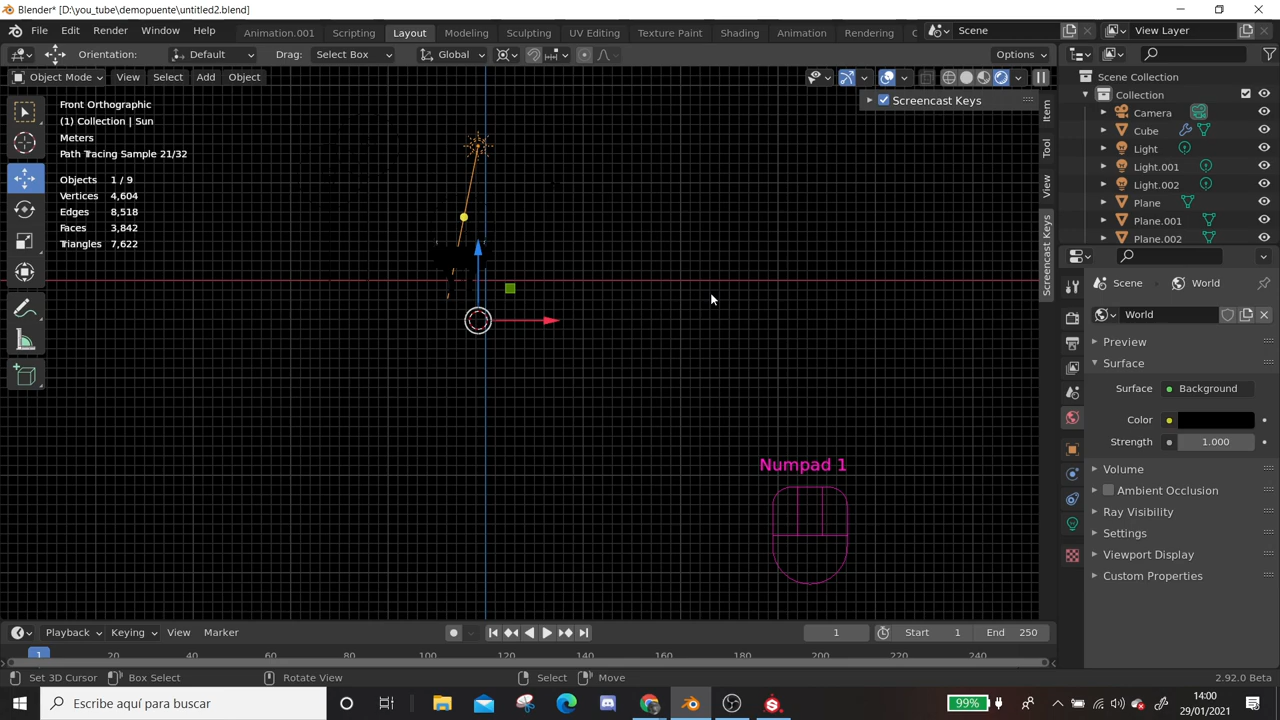 Blender* [D:\you_tube\demopuente\untitled2.blend]
File Edit Render Window Help Animation.001 Scripting Layout Modeling Sculpting UV Editing Texture Paint Shading Animation Rendering C Scene View Layer
Orientation: Default Drag: Select Box Global Options
Object Mode View Select Add Object
Front Orthographic
(1) Collection | Sun
Meters
Path Tracing Sample 21/32
Objects 1 / 9
Vertices 4,604
Edges 8,518
Faces 3,842
Triangles 7,622
Screencast Keys
Item
Tool
View
Screencast Keys
Numpad 1
Scene Collection
Collection
Camera
Cube
Light
Light.001
Light.002
Plane
Plane.001
Plane.002
Scene World
World
Preview
Surface
Surface Background
Color
Strength 1.000
Volume
Ambient Occlusion
Ray Visibility
Settings
Viewport Display
Custom Properties
Playback Keying View Marker 1 Start 1 End 250
1 20 40 60 80 100 120 140 160 180 200 220 240
Set 3D Cursor Box Select Rotate View Select Move 2.92.0 Beta
Escribe aquí para buscar 99% 14:00
29/01/2021